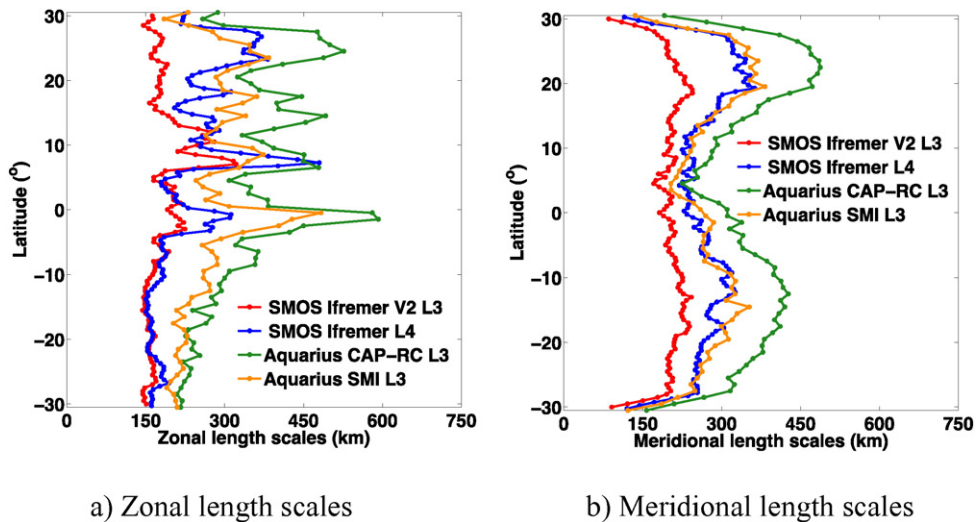 30
20
10
0
−10
−20
−30
Latitude (°)
SMOS Ifremer V2 L3
SMOS Ifremer L4
Aquarius CAP−RC L3
Aquarius SMI L3
0 150 300 450 600 750
Zonal length scales (km)
a) Zonal length scales
30
20
10
0
−10
−20
−30
Latitude (°)
SMOS Ifremer V2 L3
SMOS Ifremer L4
Aquarius CAP−RC L3
Aquarius SMI L3
0 150 300 450 600 750
Meridional length scales (km)
b) Meridional length scales